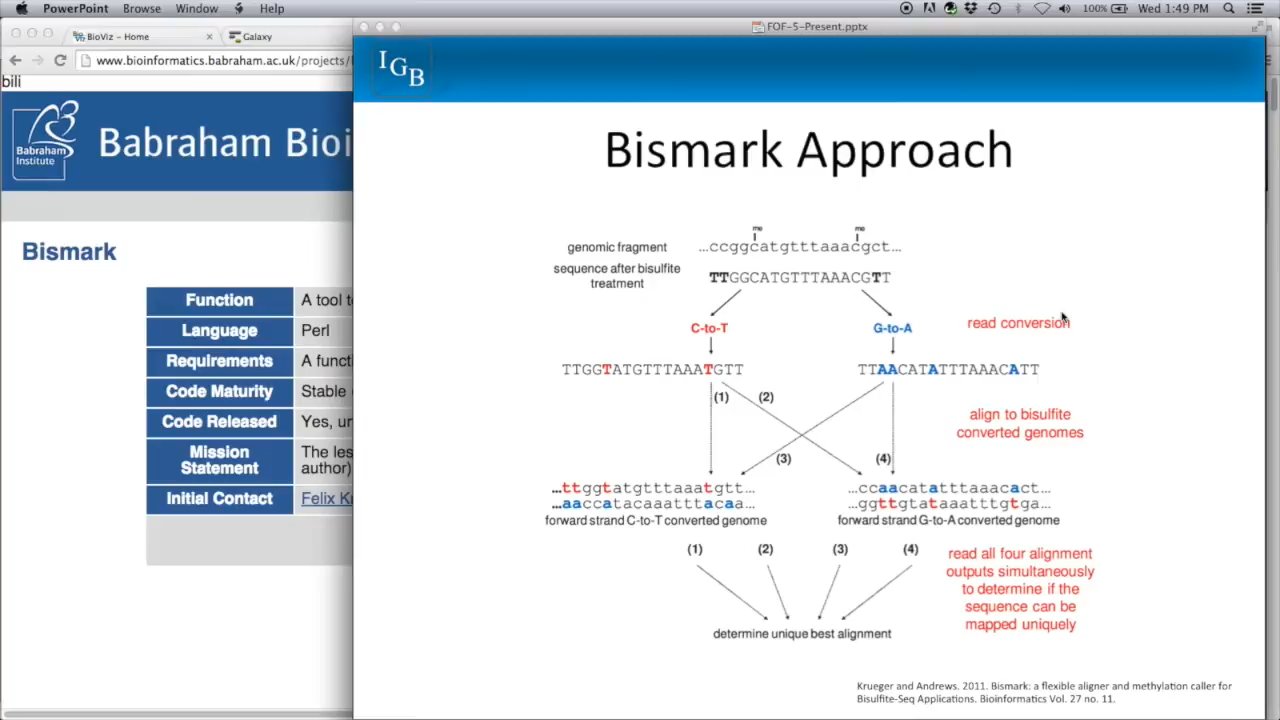 PowerPoint Browse Window Help
100% Wed 1:49 PM
BioViz - Home
Galaxy
FOF-5-Present.pptx
www.bioinformatics.babraham.ac.uk/projects/
bili
IGB
Babraham Institute
Babraham Bioi
Bismark
Function A tool t
Language Perl
Requirements A functi
Code Maturity Stable
Code Released Yes, un
Mission Statement The les
author)
Initial Contact Felix Kr
Bismark Approach
me me
genomic fragment …ccggcatgtttaaacgct…
sequence after bisulfite
treatment
TTGGCATGTTTAAACGTT
C-to-T G-to-A read conversion
TTGGTATGTTTAAATGTT TTAACATATTTAAACATT
(1) (2)
align to bisulfite
converted genomes
(3) (4)
…ttggtatgtttaaatgtt… …ccaacatatttaaacact…
…aaccatacaaatttacaa… …ggttgtataaatttgtga…
forward strand C-to-T converted genome forward strand G-to-A converted genome
(1) (2) (3) (4)
read all four alignment
outputs simultaneously
to determine if the
sequence can be
mapped uniquely
determine unique best alignment
Krueger and Andrews. 2011. Bismark: a flexible aligner and methylation caller for
Bisulfite-Seq Applications. Bioinformatics Vol. 27 no. 11.